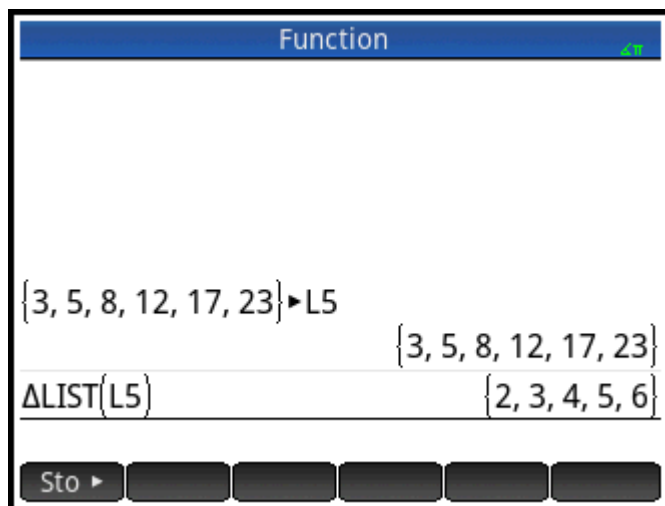 Function
∡π
{3, 5, 8, 12, 17, 23}►L5
{3, 5, 8, 12, 17, 23}
ΔLIST(L5) {2, 3, 4, 5, 6}
Sto ►